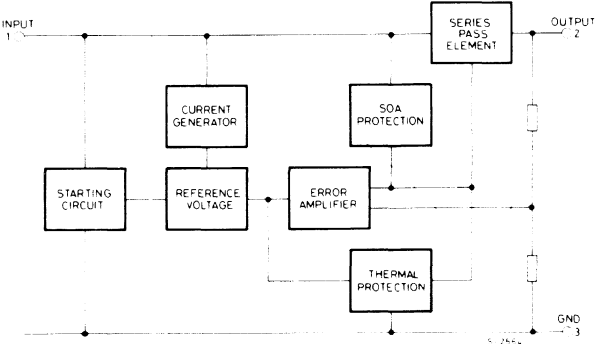 INPUT
1
SERIES
PASS
ELEMENT
OUTPUT
2
CURRENT
GENERATOR
SOA
PROTECTION
STARTING
CIRCUIT
REFERENCE
VOLTAGE
ERROR
AMPLIFIER
THERMAL
PROTECTION
GND
3